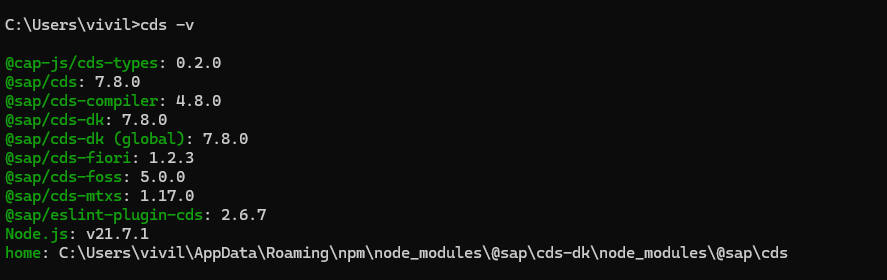 C:\Users\vivil>cds -v
@cap-js/cds-types: 0.2.0
@sap/cds: 7.8.0
@sap/cds-compiler: 4.8.0
@sap/cds-dk: 7.8.0
@sap/cds-dk (global): 7.8.0
@sap/cds-fiori: 1.2.3
@sap/cds-foss: 5.0.0
@sap/cds-mtxs: 1.17.0
@sap/eslint-plugin-cds: 2.6.7
Node.js: v21.7.1
home: C:\Users\vivil\AppData\Roaming\npm\node_modules\@sap\cds-dk\node_modules\@sap\cds